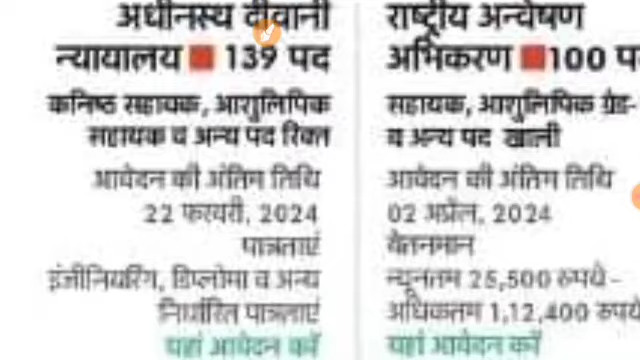 अधीनस्थ दीवानी
न्यायालय ■ 139 पद
कनिष्ठ सहायक, आशुलिपिक
सहायक व अन्य पद रिक्त
आवेदन की अंतिम तिथि
22 फरवरी, 2024
पात्रताएं
इंजीनियरिंग, डिप्लोमा व अन्य
निर्धारित पात्रताएं
यहां आवेदन करें
राष्ट्रीय अन्वेषण
अभिकरण ■100
सहायक, आशुलिपिक ग्रेड-
व अन्य पद खाली
आवेदन की अंतिम तिथि
02 अप्रैल, 2024
वेतनमान
न्यूनतम 25,500 रुपये -
अधिकतम 1,12,400 रुपये
यहां आवेदन करें